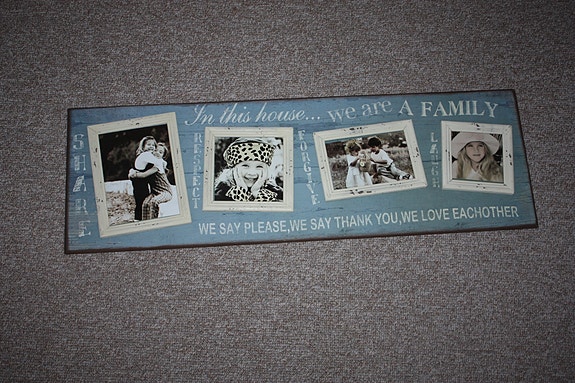 In this house... we are A FAMILY
SHARE
RESPECT
FORGIVE
LAUGH
WE SAY PLEASE,WE SAY THANK YOU,WE LOVE EACHOTHER